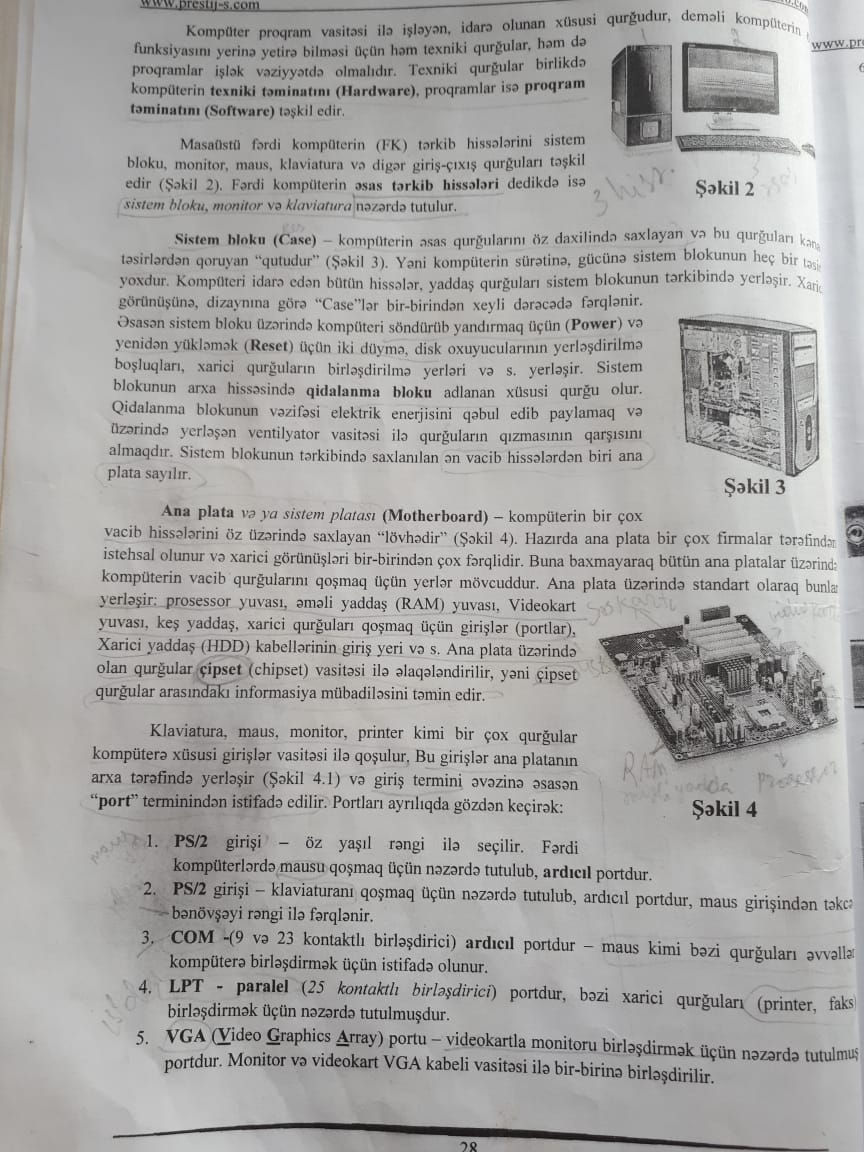 www.prestij-s.com
www.pr
Kompüter proqram vasitəsi ilə işləyən, idarə olunan xüsusi qurğudur, deməli kompüterin
funksiyasını yerinə yetirə bilməsi üçün həm texniki qurğular, həm də
proqramlar işlək vəziyyətdə olmalıdır. Texniki qurğular birlikdə
kompüterin texniki təminatını (Hardware), proqramlar isə proqram
təminatını (Software) təşkil edir.
Masaüstü fərdi kompüterin (FK) tərkib hissələrini sistem
bloku, monitor, maus, klaviatura və digər giriş-çıxış qurğuları təşkil
edir (Şəkil 2). Fərdi kompüterin əsas tərkib hissələri dedikdə isə
sistem bloku, monitor və klaviatura nəzərdə tutulur.
3 hiss.
Şəkil 2
Sistem bloku (Case) – kompüterin əsas qurğularını öz daxilində saxlayan və bu qurğuları kəna
təsirlərdən qoruyan “qutudur” (Şəkil 3). Yəni kompüterin sürətinə, gücünə sistem blokunun heç bir təsi
yoxdur. Kompüteri idarə edən bütün hissələr, yaddaş qurğuları sistem blokunun tərkibində yerləşir. Xaric
görünüşünə, dizaynına görə “Case”lər bir-birindən xeyli dərəcədə fərqlənir.
Əsasən sistem bloku üzərində kompüteri söndürüb yandırmaq üçün (Power) və
yenidən yükləmək (Reset) üçün iki düymə, disk oxuyucularının yerləşdirilmə
boşluqları, xarici qurğuların birləşdirilmə yerləri və s. yerləşir. Sistem
blokunun arxa hissəsində qidalanma bloku adlanan xüsusi qurğu olur.
Qidalanma blokunun vəzifəsi elektrik enerjisini qəbul edib paylamaq və
üzərində yerləşən ventilyator vasitəsi ilə qurğuların qızmasının qarşısını
almaqdır. Sistem blokunun tərkibində saxlanılan ən vacib hissələrdən biri ana
plata sayılır.
Şəkil 3
Ana plata və ya sistem platası (Motherboard) – kompüterin bir çox
vacib hissələrini öz üzərində saxlayan “lövhədir” (Şəkil 4). Hazırda ana plata bir çox firmalar tərəfindən
istehsal olunur və xarici görünüşləri bir-birindən çox fərqlidir. Buna baxmayaraq bütün ana platalar üzərində
kompüterin vacib qurğularını qoşmaq üçün yerlər mövcuddur. Ana plata üzərində standart olaraq bunlar
yerləşir: prosessor yuvası, əməli yaddaş (RAM) yuvası, Videokart
yuvası, keş yaddaş, xarici qurğuları qoşmaq üçün girişlər (portlar),
Xarici yaddaş (HDD) kabellərinin giriş yeri və s. Ana plata üzərində
olan qurğular çipset (chipset) vasitəsi ilə əlaqələndirilir, yəni çipset
qurğular arasındakı informasiya mübadiləsini təmin edir.
RAM
Prosessor
Şəkil 4
Klaviatura, maus, monitor, printer kimi bir çox qurğular
kompüterə xüsusi girişlər vasitəsi ilə qoşulur, Bu girişlər ana platanın
arxa tərəfində yerləşir (Şəkil 4.1) və giriş termini əvəzinə əsasən
“port” terminindən istifadə edilir. Portları ayrılıqda gözdən keçirək:
1. PS/2 girişi – öz yaşıl rəngi ilə seçilir. Fərdi
kompüterlərdə mausu qoşmaq üçün nəzərdə tutulub, ardıcıl portdur.
2. PS/2 girişi – klaviaturanı qoşmaq üçün nəzərdə tutulub, ardıcıl portdur, maus girişindən təkcə
bənövşəyi rəngi ilə fərqlənir.
3. COM -(9 və 23 kontaktlı birləşdirici) ardıcıl portdur – maus kimi bəzi qurğuları əvvəllər
kompüterə birləşdirmək üçün istifadə olunur.
4. LPT - paralel (25 kontaktlı birləşdirici) portdur, bəzi xarici qurğuları (printer, faks)
birləşdirmək üçün nəzərdə tutulmuşdur.
5. VGA (Video Graphics Array) portu – videokartla monitoru birləşdirmək üçün nəzərdə tutulmuş
portdur. Monitor və videokart VGA kabeli vasitəsi ilə bir-birinə birləşdirilir.
28